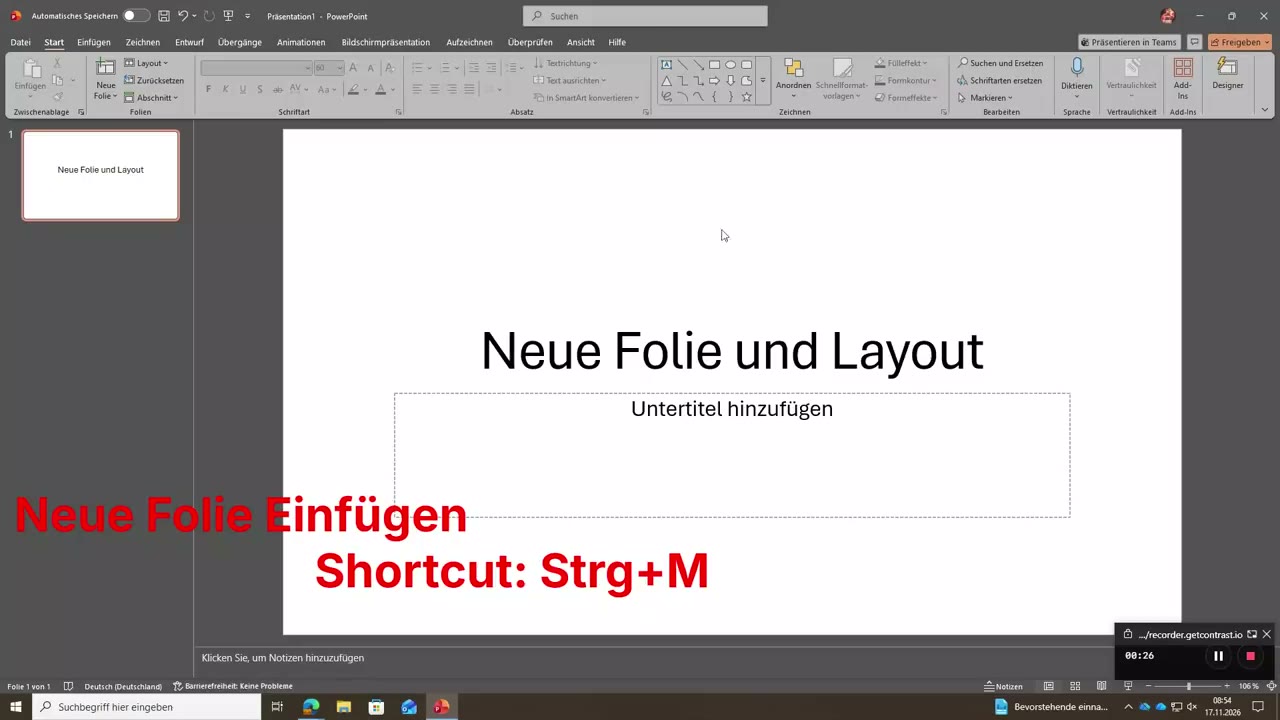 Automatisches Speichern
Präsentation1 - PowerPoint
Suchen
Datei Start Einfügen Zeichnen Entwurf Übergänge Animationen Bildschirmpräsentation Aufzeichnen Überprüfen Ansicht Hilfe
Präsentieren in Teams
Freigeben
Einfügen
Neue
Folien
Layout
Zurücksetzen
Abschnitt
60
F K U S ab AV Aa A
Textrichtung
Text ausrichten
In SmartArt konvertieren
Anordnen
Schnellformat-
vorlagen
Fülleffekt
Formkontur
Formeffekte
Suchen und Ersetzen
Schriftarten ersetzen
Markieren
Diktieren
Vertraulichkeit
Add-
Ins
Designer
Zwischenablage Folien Schriftart Absatz Zeichnen Bearbeiten Sprache Vertraulichkeit Add-Ins
1
Neue Folie und Layout
Neue Folie und Layout
Untertitel hinzufügen
Neue Folie Einfügen
Shortcut: Strg+M
.../recorder.getcontrast.io
00:26
Klicken Sie, um Notizen hinzuzufügen
Folie 1 von 1 Deutsch (Deutschland) Barrierefreiheit: Keine Probleme
Notizen
106 %
Suchbegriff hier eingeben
Bevorstehende einna...
08:54
17.11.2026